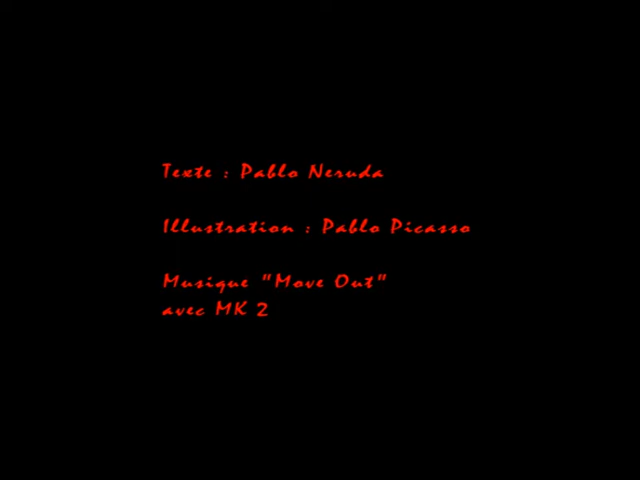 Texte : Pablo Neruda
Illustration : Pablo Picasso
Musique "Move Out"
avec MK 2